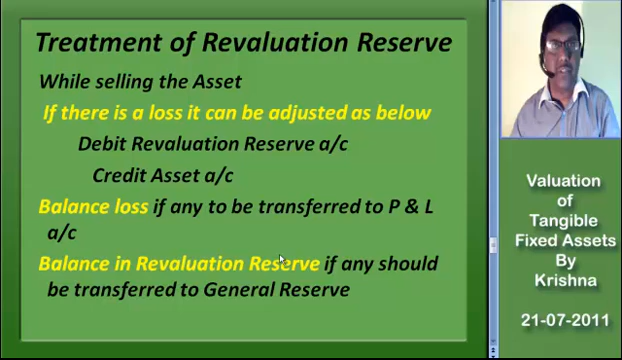 Treatment of Revaluation Reserve
While selling the Asset
If there is a loss it can be adjusted as below
Debit Revaluation Reserve a/c
Credit Asset a/c
Balance loss if any to be transferred to P & L
a/c
Balance in Revaluation Reserve if any should
be transferred to General Reserve
Valuation
of
Tangible
Fixed Assets
By
Krishna
21-07-2011